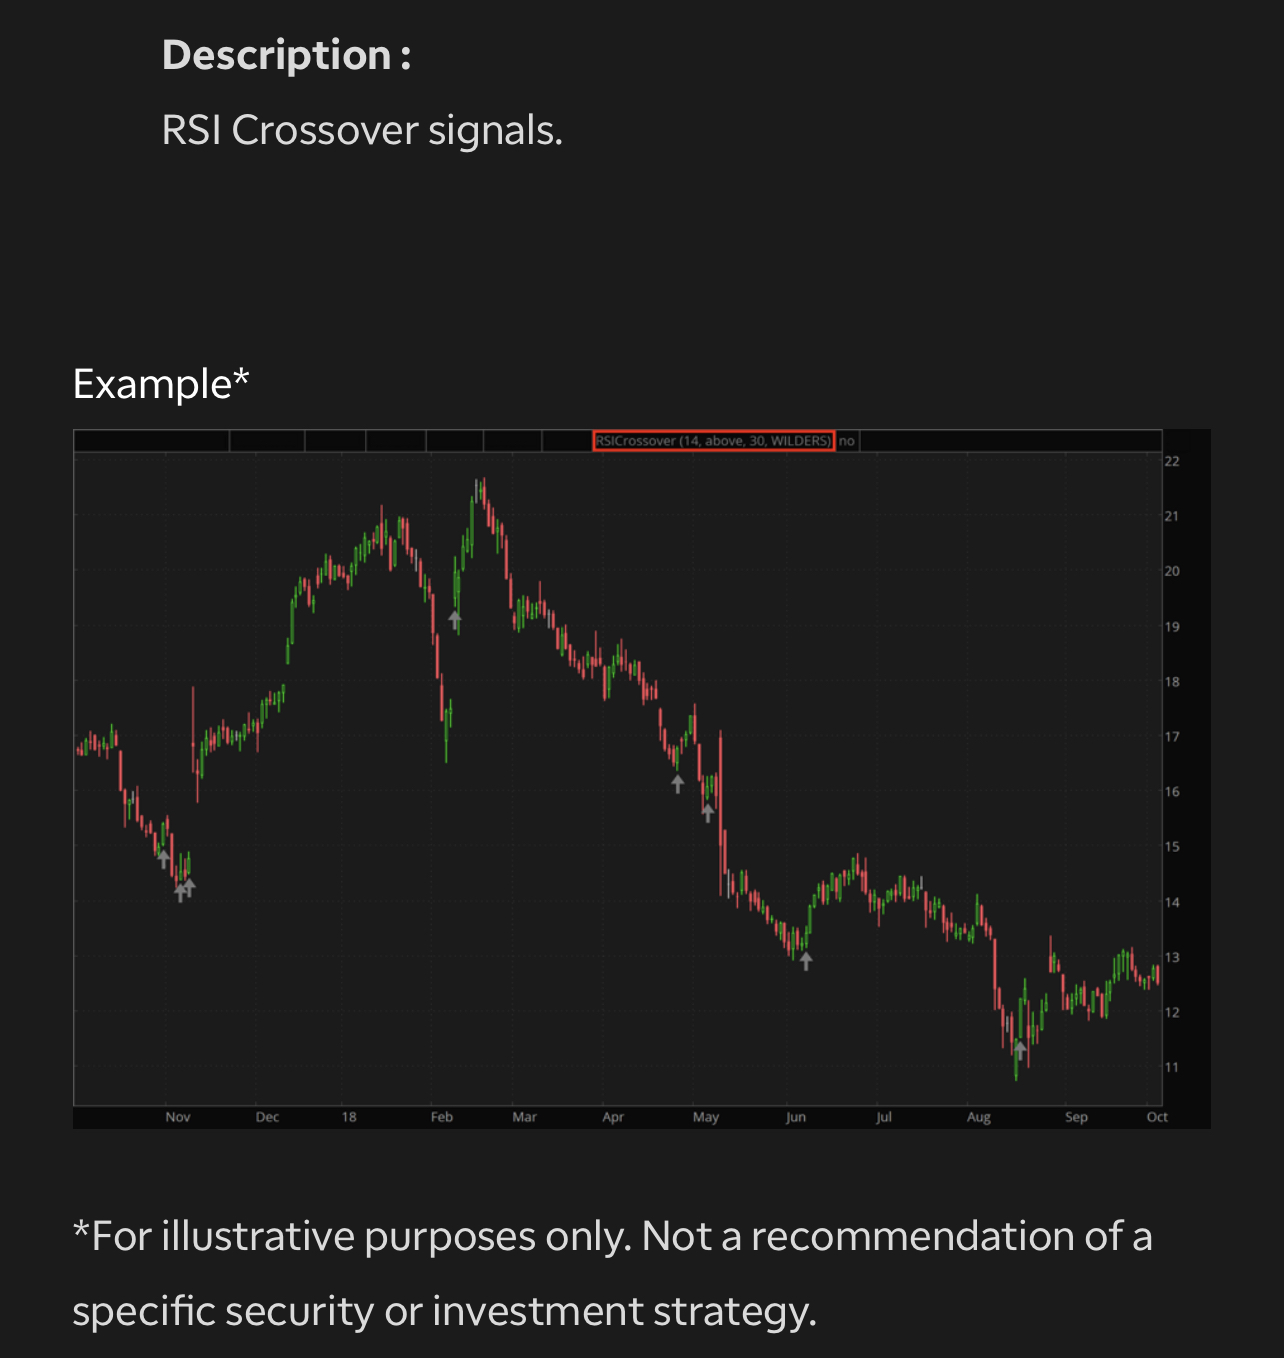 Description :
RSI Crossover signals.
Example*
RSICrossover (14, above, 30, WILDERS) no
22
21
20
19
18
17
16
15
14
13
12
11
Nov Dec 18 Feb Mar Apr May Jun Jul Aug Sep Oct
*For illustrative purposes only. Not a recommendation of a
specific security or investment strategy.